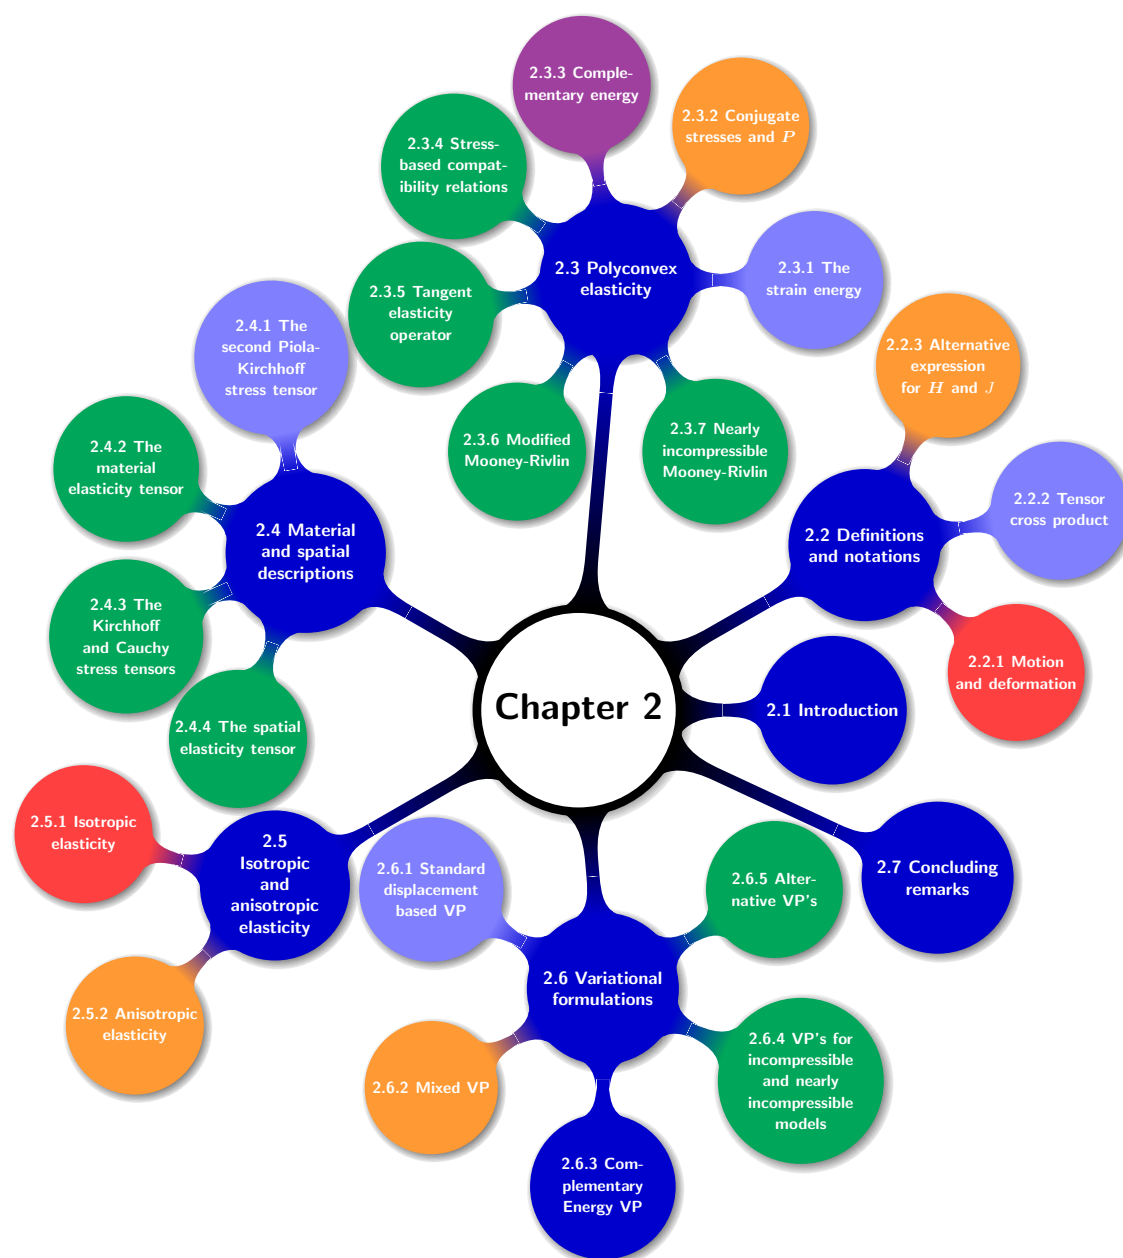 Chapter 2
2.1 Introduction
2.2 Definitions
and notations
2.2.1 Motion
and deformation
2.2.2 Tensor
cross product
2.2.3 Alternative
expression
for H and J
2.3 Polyconvex
elasticity
2.3.1 The
strain energy
2.3.2 Conjugate
stresses and P
2.3.3 Comple-
mentary energy
2.3.4 Stress-
based compat-
ibility relations
2.3.5 Tangent
elasticity
operator
2.3.6 Modified
Mooney-Rivlin
2.3.7 Nearly
incompressible
Mooney-Rivlin
2.4 Material
and spatial
descriptions
2.4.1 The
second Piola-
Kirchhoff
stress tensor
2.4.2 The
material
elasticity tensor
2.4.3 The
Kirchhoff
and Cauchy
stress tensors
2.4.4 The spatial
elasticity tensor
2.5
Isotropic
and
anisotropic
elasticity
2.5.1 Isotropic
elasticity
2.5.2 Anisotropic
elasticity
2.6 Variational
formulations
2.6.1 Standard
displacement
based VP
2.6.2 Mixed VP
2.6.3 Com-
plementary
Energy VP
2.6.4 VP's for
incompressible
and nearly
incompressible
models
2.6.5 Alter-
native VP's
2.7 Concluding
remarks